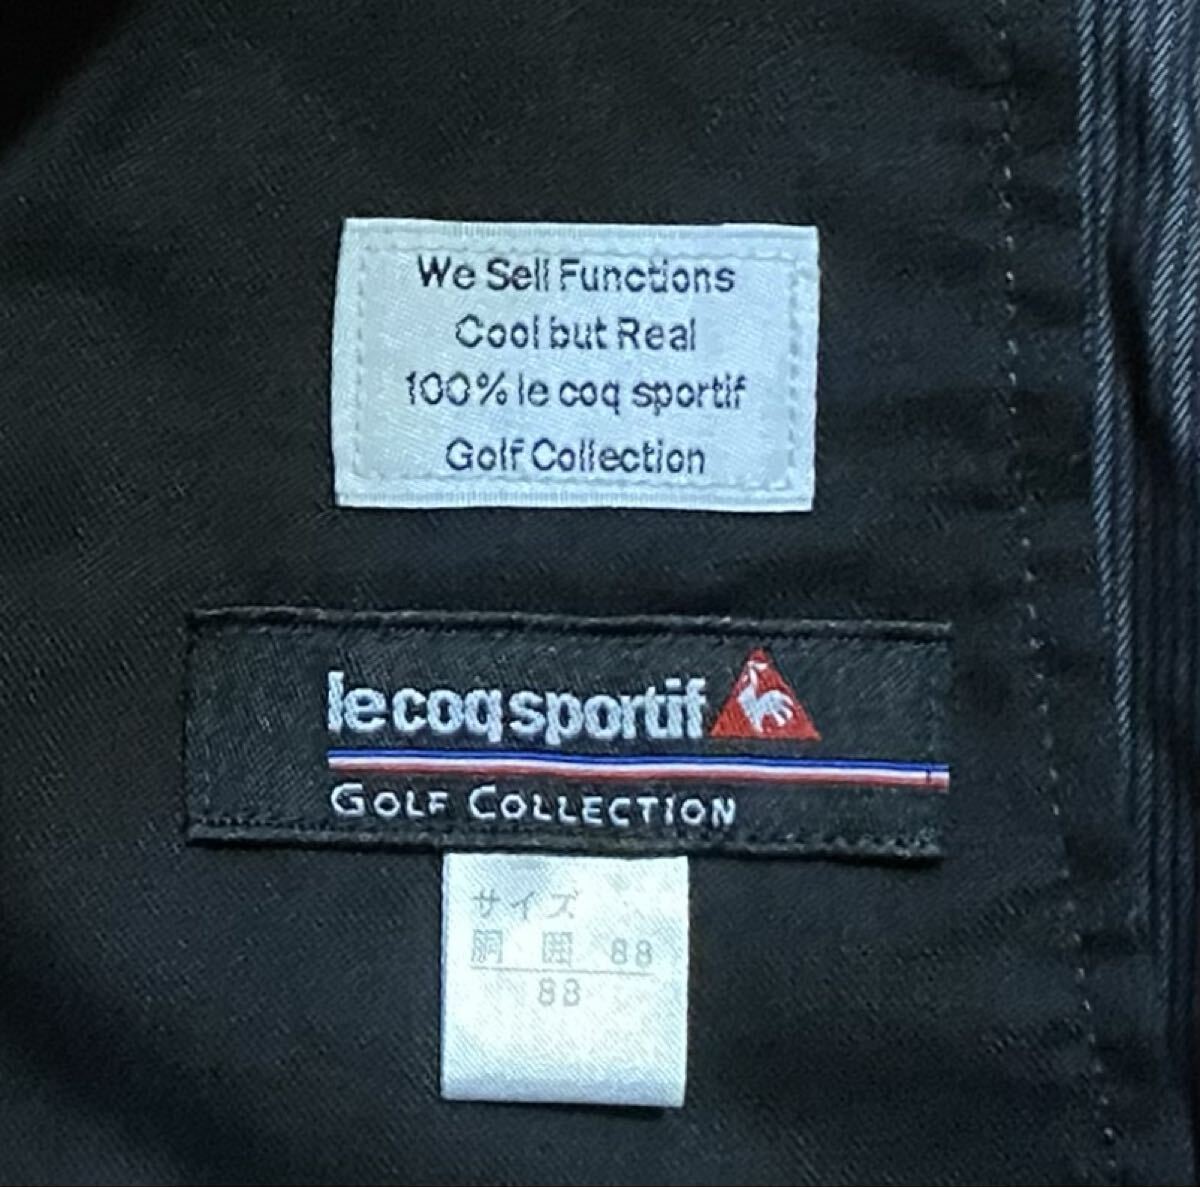 We Sell Functions
Cool but Real
100% le coq sportif
Golf Collection
le coq sportif
GOLF COLLECTION
サイズ
胴 囲 88
88